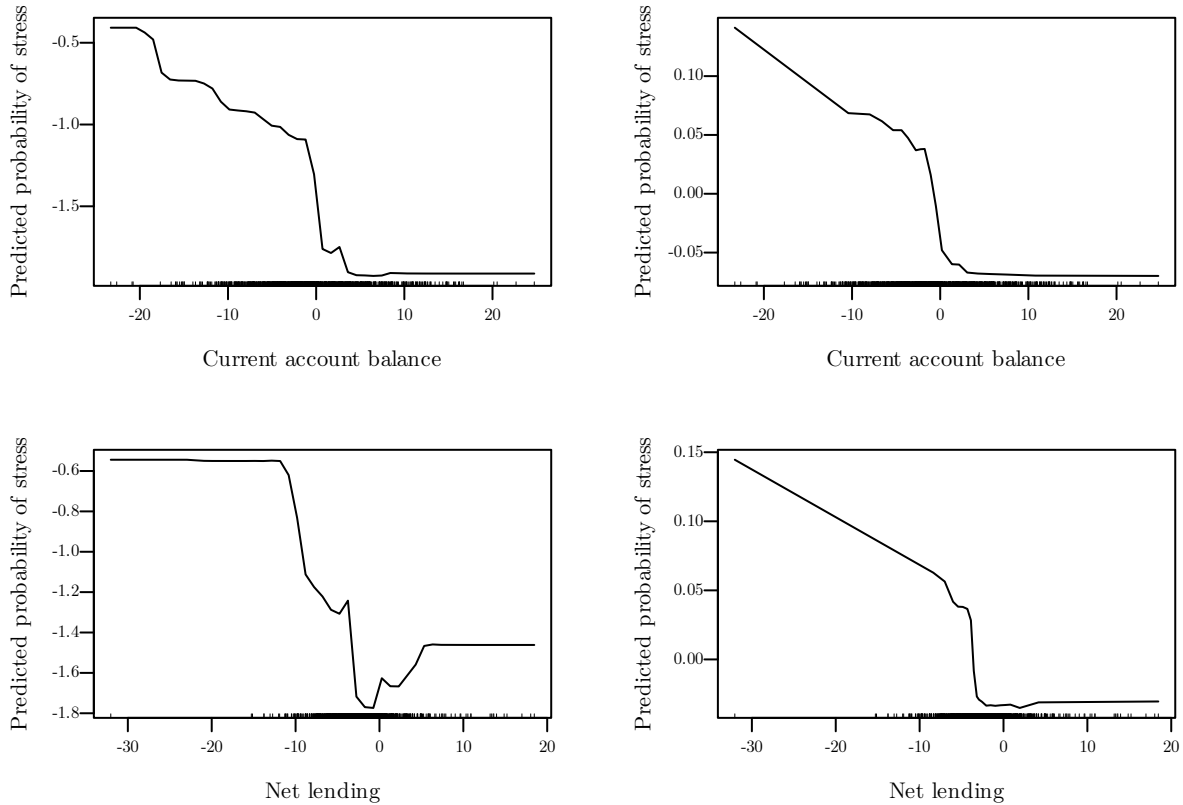 Predicted probability of stress
-0.5
-1.0
-1.5
-20 -10 0 10 20
Current account balance
Predicted probability of stress
0.10
0.05
0.00
-0.05
-20 -10 0 10 20
Current account balance
Predicted probability of stress
-0.6
-0.8
-1.0
-1.2
-1.4
-1.6
-1.8
-30 -20 -10 0 10 20
Net lending
Predicted probability of stress
0.15
0.10
0.05
0.00
-30 -20 -10 0 10 20
Net lending